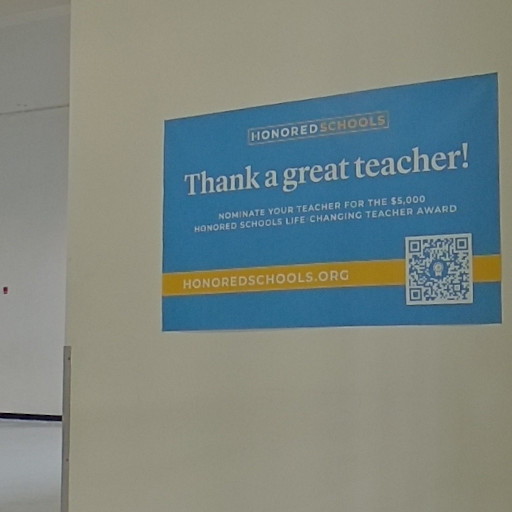 HONOREDSCHOOLS
Thank a great teacher!
NOMINATE YOUR TEACHER FOR THE $5,000
HONORED SCHOOLS LIFE-CHANGING TEACHER AWARD
HONOREDSCHOOLS.ORG